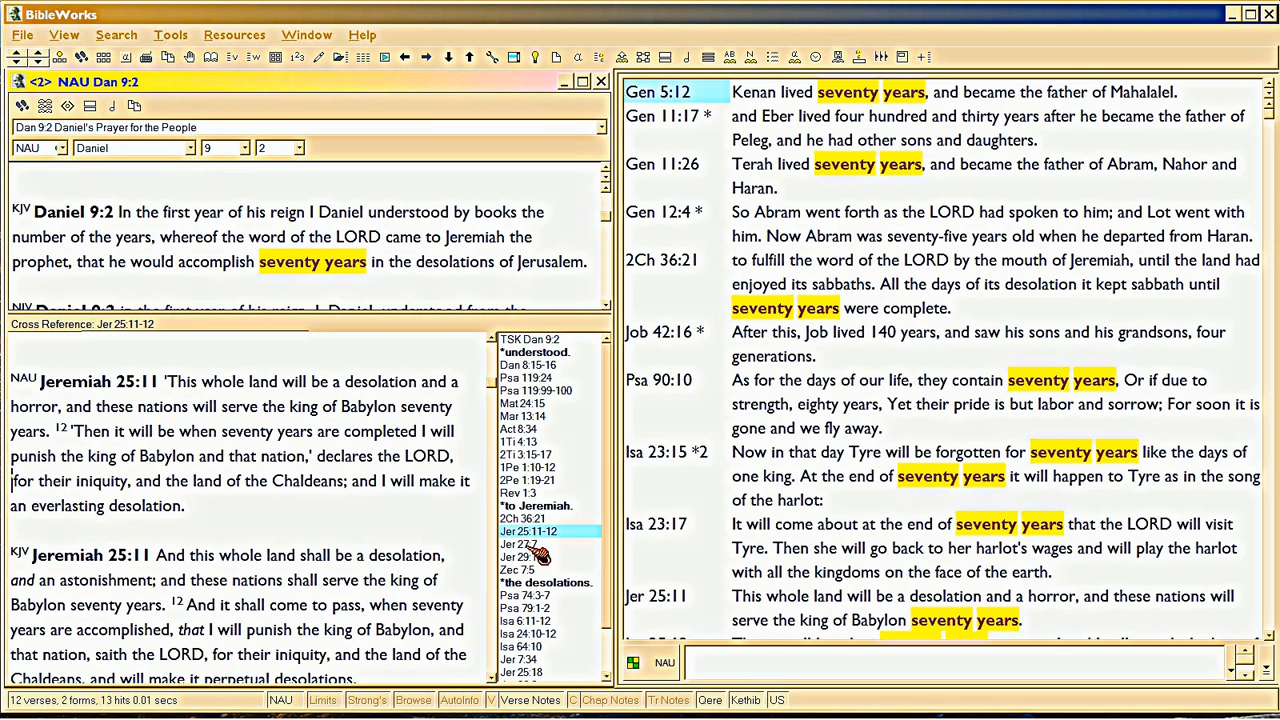 BibleWorks
File View Search Tools Resources Window Help
<2> NAU Dan 9:2
Dan 9:2 Daniel's Prayer for the People
NAU Daniel 9 2
KJV Daniel 9:2 In the first year of his reign I Daniel understood by books the
number of the years, whereof the word of the LORD came to Jeremiah the
prophet, that he would accomplish seventy years in the desolations of Jerusalem.
Cross Reference: Jer 25:11-12
NAU Jeremiah 25:11 'This whole land will be a desolation and a
horror, and these nations will serve the king of Babylon seventy
years. 12 'Then it will be when seventy years are completed I will
punish the king of Babylon and that nation,' declares the LORD,
'for their iniquity, and the land of the Chaldeans; and I will make it
an everlasting desolation.
KJV Jeremiah 25:11 And this whole land shall be a desolation,
and an astonishment; and these nations shall serve the king of
Babylon seventy years. 12 And it shall come to pass, when seventy
years are accomplished, that I will punish the king of Babylon, and
that nation, saith the LORD, for their iniquity, and the land of the
Chaldeans, and will make it perpetual desolations.
TSK Dan 9:2
*understood.
Dan 8:15-16
Psa 119:24
Psa 119:99-100
Mat 24:15
Mar 13:14
Act 8:34
1Ti 4:13
2Ti 3:15-17
1Pe 1:10-12
2Pe 1:19-21
Rev 1:3
*to Jeremiah.
2Ch 36:21
Jer 25:11-12
Jer 27:7
Jer 29:
Zec 7:5
*the desolations.
Psa 74:3-7
Psa 79:1-2
Isa 6:11-12
Isa 24:10-12
Isa 64:10
Jer 7:34
Jer 25:18
Gen 5:12 Kenan lived seventy years, and became the father of Mahalalel.
Gen 11:17 * and Eber lived four hundred and thirty years after he became the father of
Peleg, and he had other sons and daughters.
Gen 11:26 Terah lived seventy years, and became the father of Abram, Nahor and
Haran.
Gen 12:4 * So Abram went forth as the LORD had spoken to him; and Lot went with
him. Now Abram was seventy-five years old when he departed from Haran.
2Ch 36:21 to fulfill the word of the LORD by the mouth of Jeremiah, until the land had
enjoyed its sabbaths. All the days of its desolation it kept sabbath until
seventy years were complete.
Job 42:16 * After this, Job lived 140 years, and saw his sons and his grandsons, four
generations.
Psa 90:10 As for the days of our life, they contain seventy years, Or if due to
strength, eighty years, Yet their pride is but labor and sorrow; For soon it is
gone and we fly away.
Isa 23:15 *2 Now in that day Tyre will be forgotten for seventy years like the days of
one king. At the end of seventy years it will happen to Tyre as in the song
of the harlot:
Isa 23:17 It will come about at the end of seventy years that the LORD will visit
Tyre. Then she will go back to her harlot's wages and will play the harlot
with all the kingdoms on the face of the earth.
Jer 25:11 This whole land will be a desolation and a horror, and these nations will
serve the king of Babylon seventy years.
NAU
12 verses, 2 forms, 13 hits 0.01 secs NAU Limits Strong's Browse AutoInfo V Verse Notes C Chap Notes Tr Notes Qere Kethib US